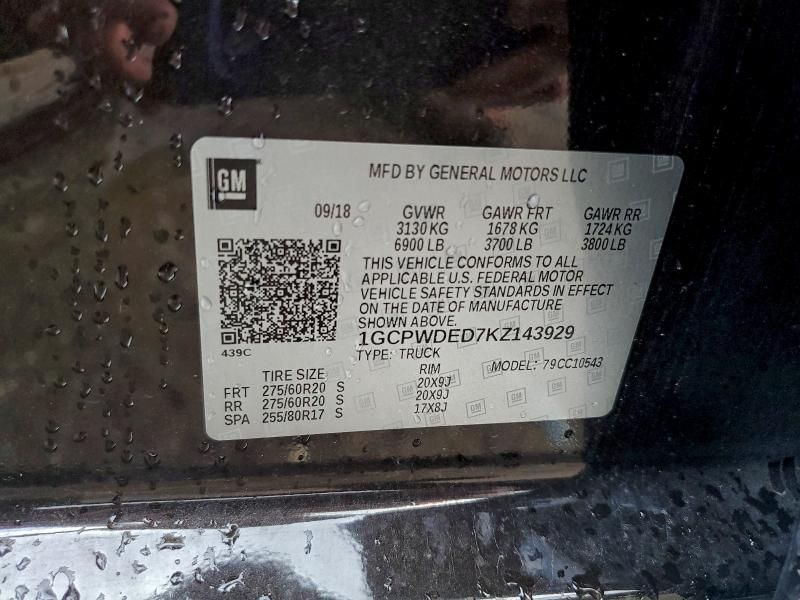 GM
MFD BY GENERAL MOTORS LLC
09/18 GVWR GAWR FRT GAWR RR
3130 KG 1678 KG 1724 KG
6900 LB 3700 LB 3800 LB
THIS VEHICLE CONFORMS TO ALL
APPLICABLE U.S. FEDERAL MOTOR
VEHICLE SAFETY STANDARDS IN EFFECT
ON THE DATE OF MANUFACTURE
SHOWN ABOVE.
1GCPWDED7KZ143929
439C
TYPE: TRUCK MODEL: 79CC10543
TIRE SIZE RIM
FRT 275/60R20 S 20X9J
RR 275/60R20 S 20X9J
SPA 255/80R17 S 17X8J